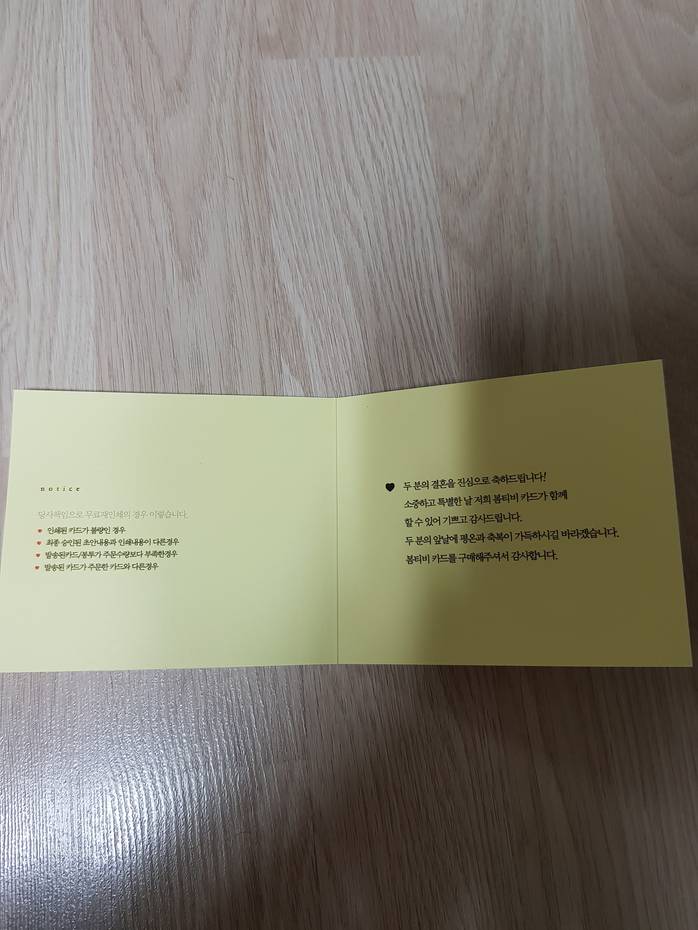 notice
당사책인으로 무료재인쇄의 경우 이렇습니다.
인쇄된 카드가 불량인 경우
최종 승인된 초안내용과 인쇄내용이 다른경우
발송된카드/봉투가 주문수량보다 부족한경우
발송된 카드가 주문한 카드와 다른경우
두 분의 결혼을 진심으로 축하드립니다!
소중하고 특별한 날 저희 봄티비 카드가 함께
할 수 있어 기쁘고 감사드립니다.
두 분의 앞날에 평온과 축복이 가득하시길 바라겠습니다.
봄티비 카드를 구매해주셔서 감사합니다.